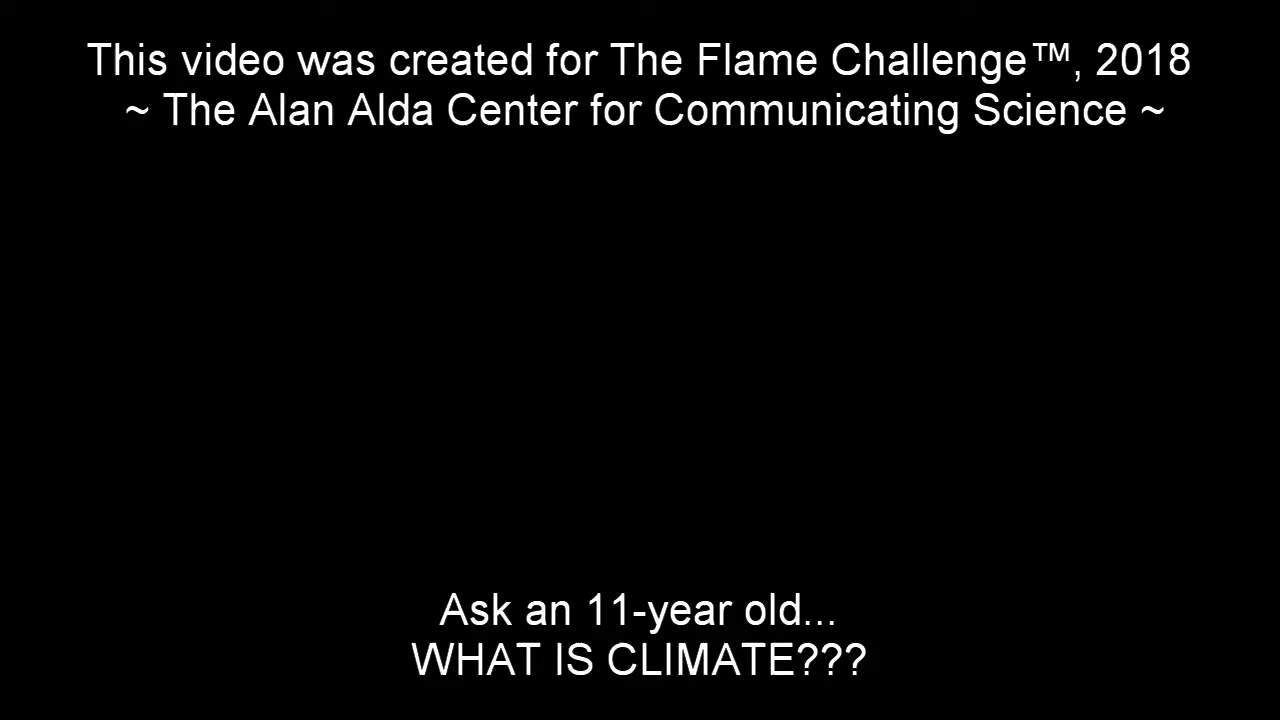 This video was created for The Flame Challenge™, 2018
~ The Alan Alda Center for Communicating Science ~
Ask an 11-year old...
WHAT IS CLIMATE???